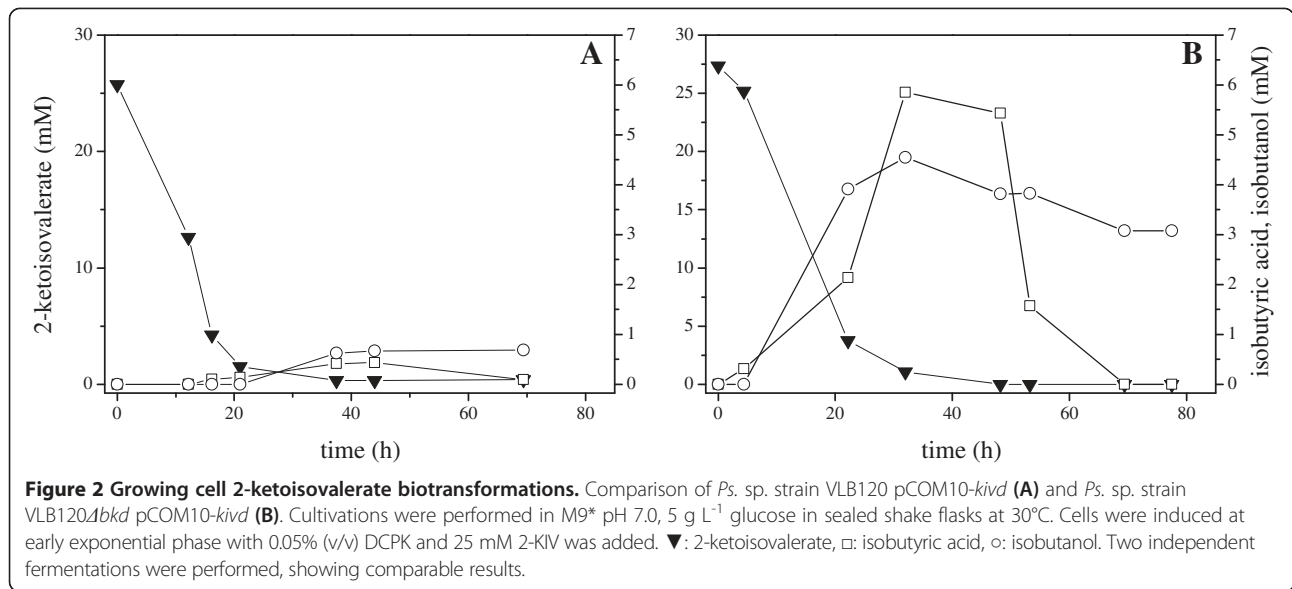 30
25
20
15
10
5
0
2-ketoisovalerate (mM)
7
6
5
4
3
2
1
0
0 20 40 60 80
time (h)
A
30
25
20
15
10
5
0
7
6
5
4
3
2
1
0
isobutyric acid, isobutanol (mM)
0 20 40 60 80
time (h)
B
Figure 2 Growing cell 2-ketoisovalerate biotransformations. Comparison of Ps. sp. strain VLB120 pCOM10-kivd (A) and Ps. sp. strain
VLB120Δbkd pCOM10-kivd (B). Cultivations were performed in M9* pH 7.0, 5 g L⁻¹ glucose in sealed shake flasks at 30°C. Cells were induced at
early exponential phase with 0.05% (v/v) DCPK and 25 mM 2-KIV was added. ▼: 2-ketoisovalerate, □: isobutyric acid, ○: isobutanol. Two independent
fermentations were performed, showing comparable results.